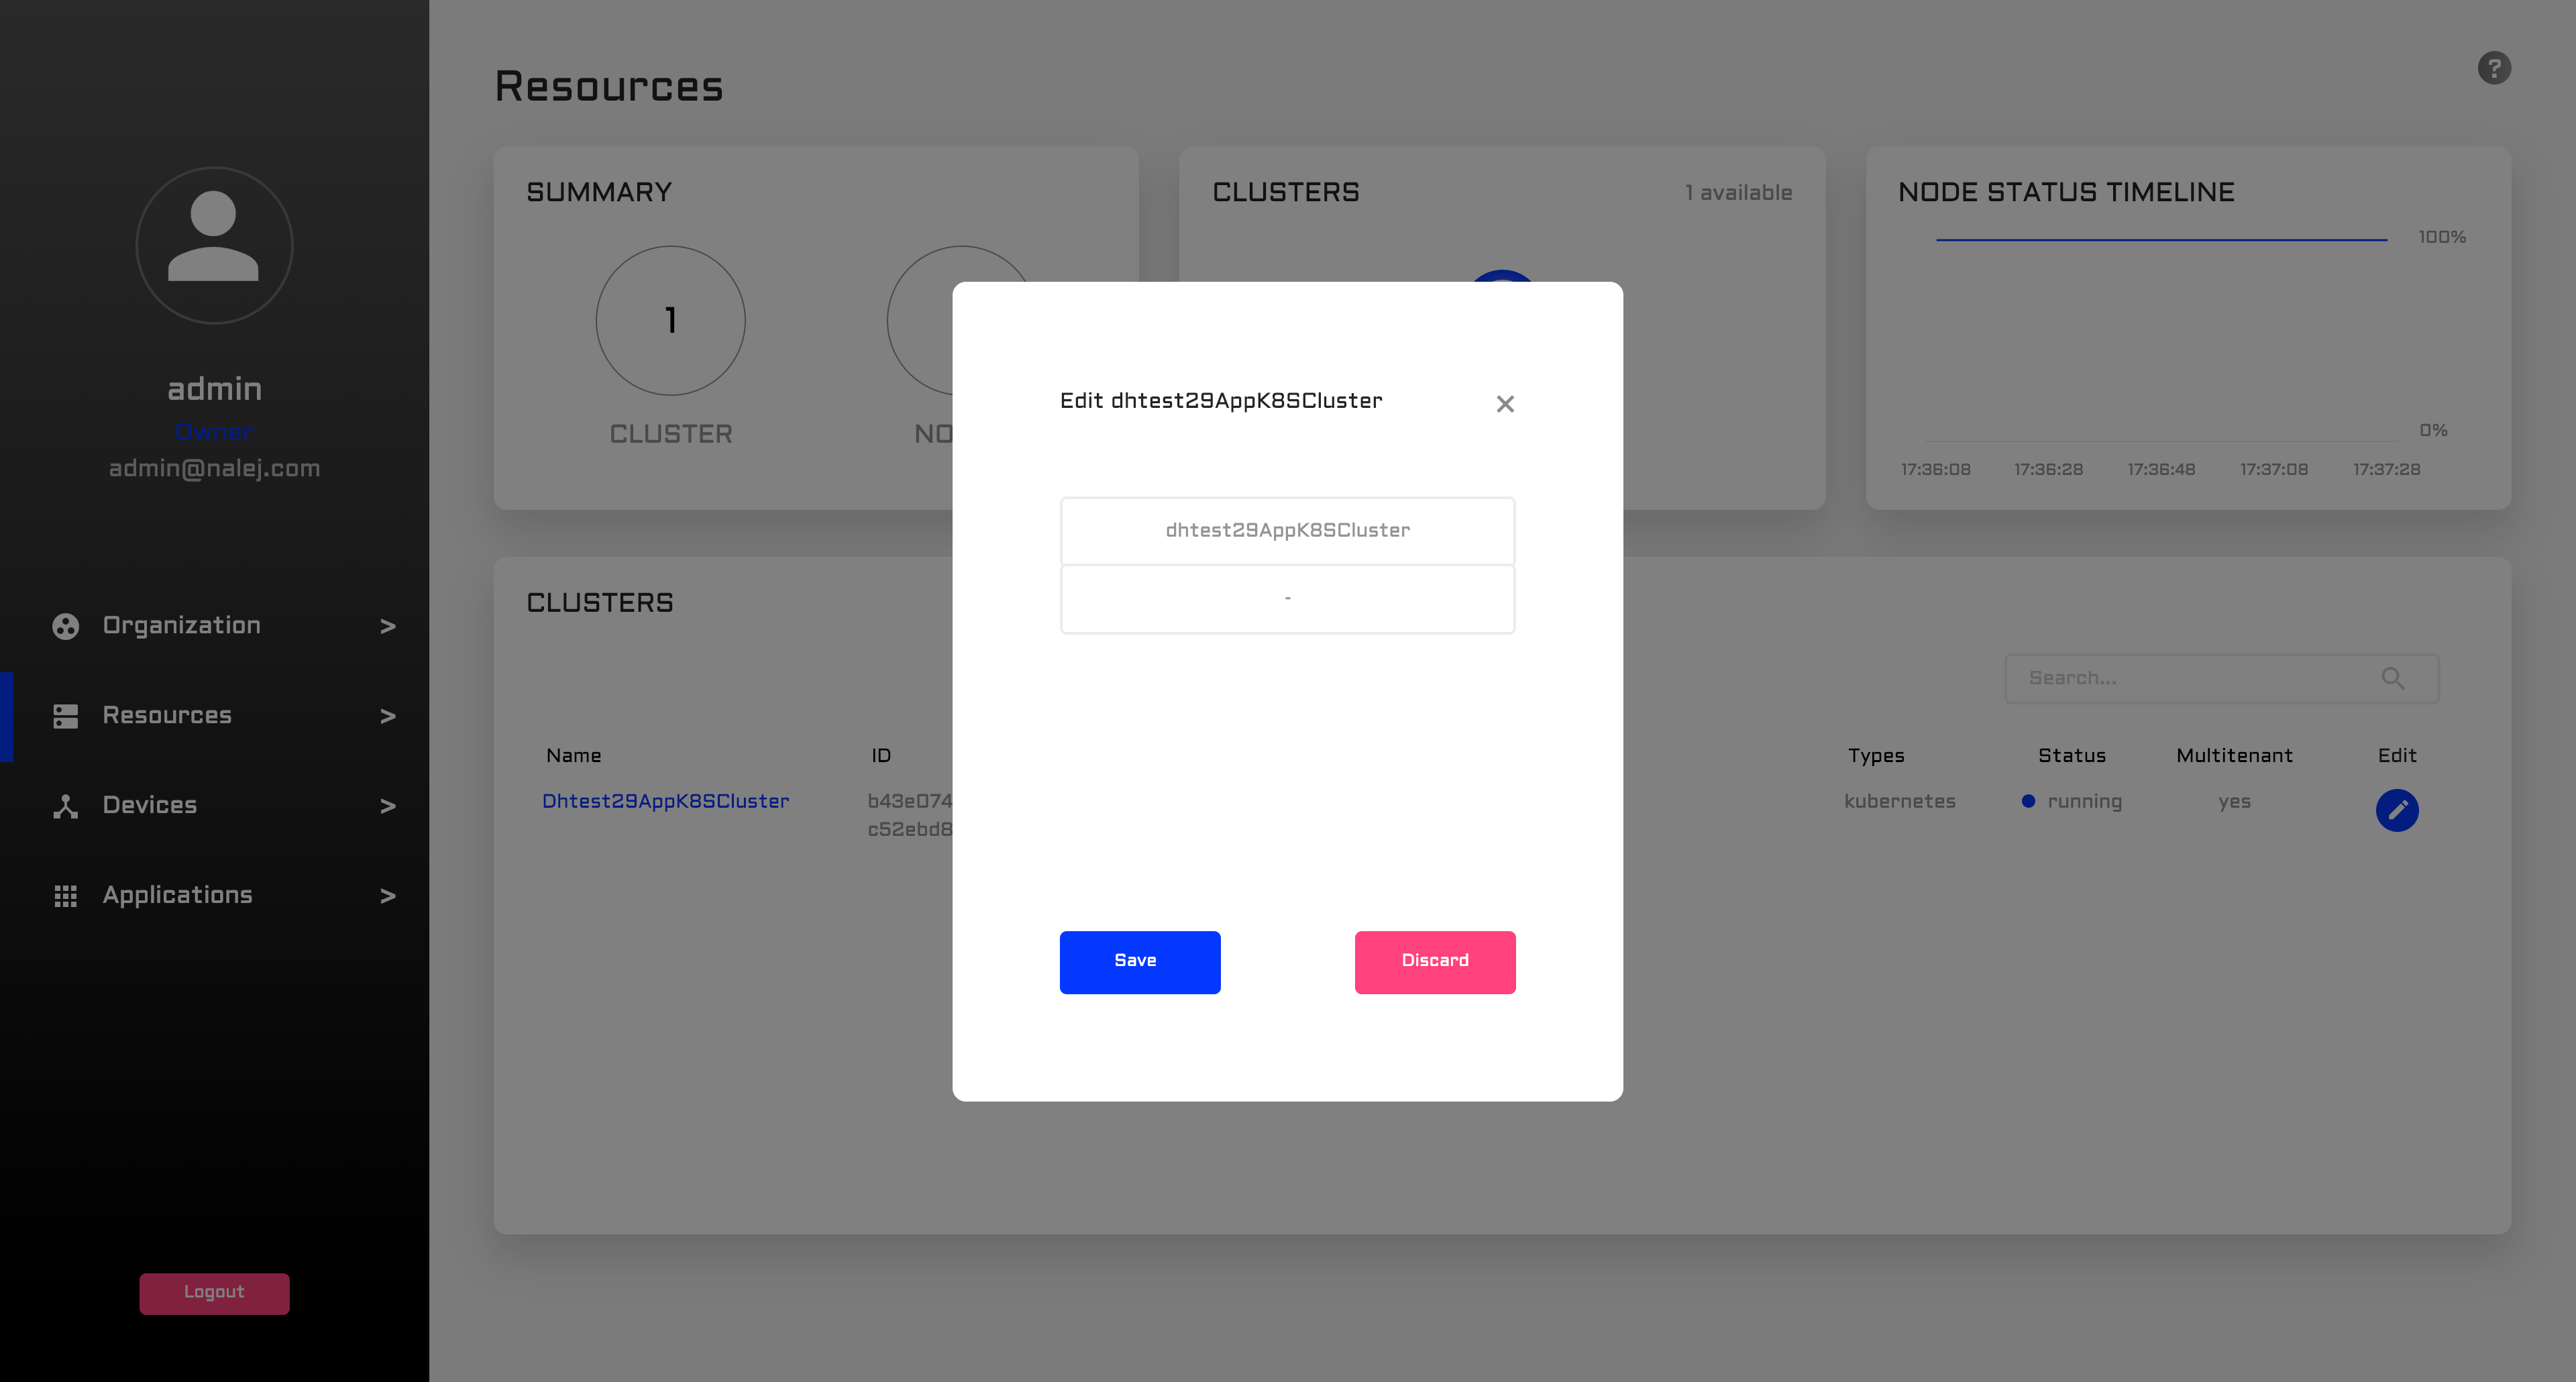 admin
Owner
admin@nalej.com
Organization >
Resources >
Devices >
Applications >
Logout
Resources
?
SUMMARY
1
CLUSTER
NO
CLUSTERS
1 available
NODE STATUS TIMELINE
100%
0%
17:36:08 17:36:28 17:36:48 17:37:08 17:37:28
Edit dhtest29AppK8SCluster
dhtest29AppK8SCluster
-
Save
Discard
CLUSTERS
Search...
Name ID Types Status Multitenant Edit
Dhtest29AppK8SCluster b43e074 kubernetes running yes
c52ebd8